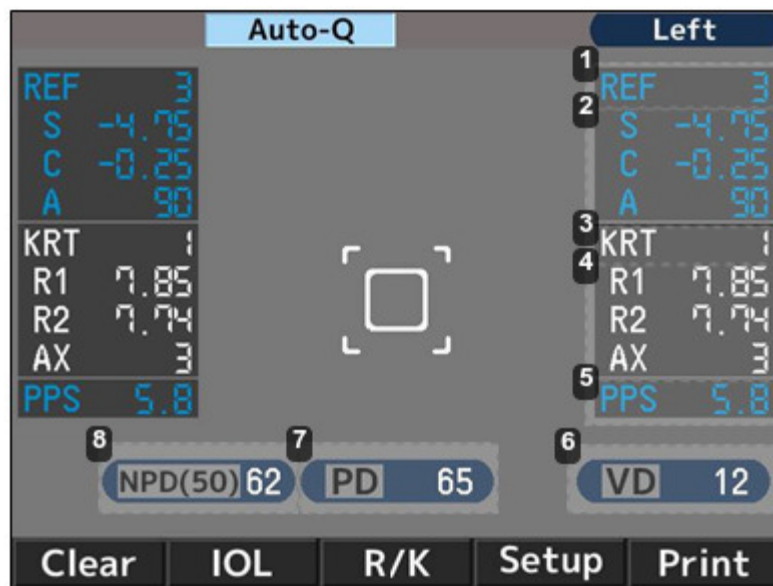 Auto-Q
Left
REF 3
S -4.75
C -0.25
A 90
KRT 1
R1 7.85
R2 7.74
AX 3
PPS 5.8
1
REF 3
2
S -4.75
C -0.25
A 90
3
KRT 1
4
R1 7.85
R2 7.74
AX 3
5
PPS 5.8
8
NPD(50) 62
7
PD 65
6
VD 12
Clear
IOL
R/K
Setup
Print